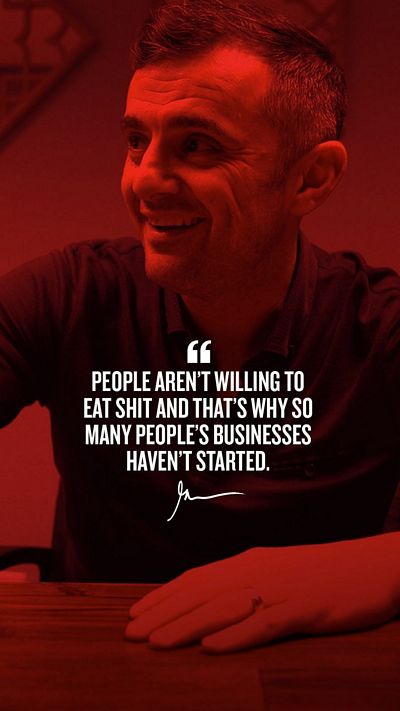 “
PEOPLE AREN'T WILLING TO
EAT SHIT AND THAT'S WHY SO
MANY PEOPLE'S BUSINESSES
HAVEN'T STARTED.